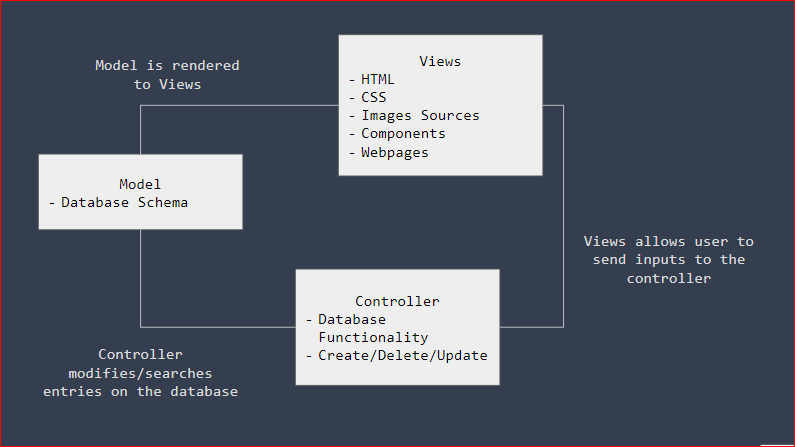 Model is rendered
to Views
Views
- HTML
- CSS
- Images Sources
- Components
- Webpages
Model
- Database Schema
Views allows user to
send inputs to the
controller
Controller
- Database
Functionality
- Create/Delete/Update
Controller
modifies/searches
entries on the database